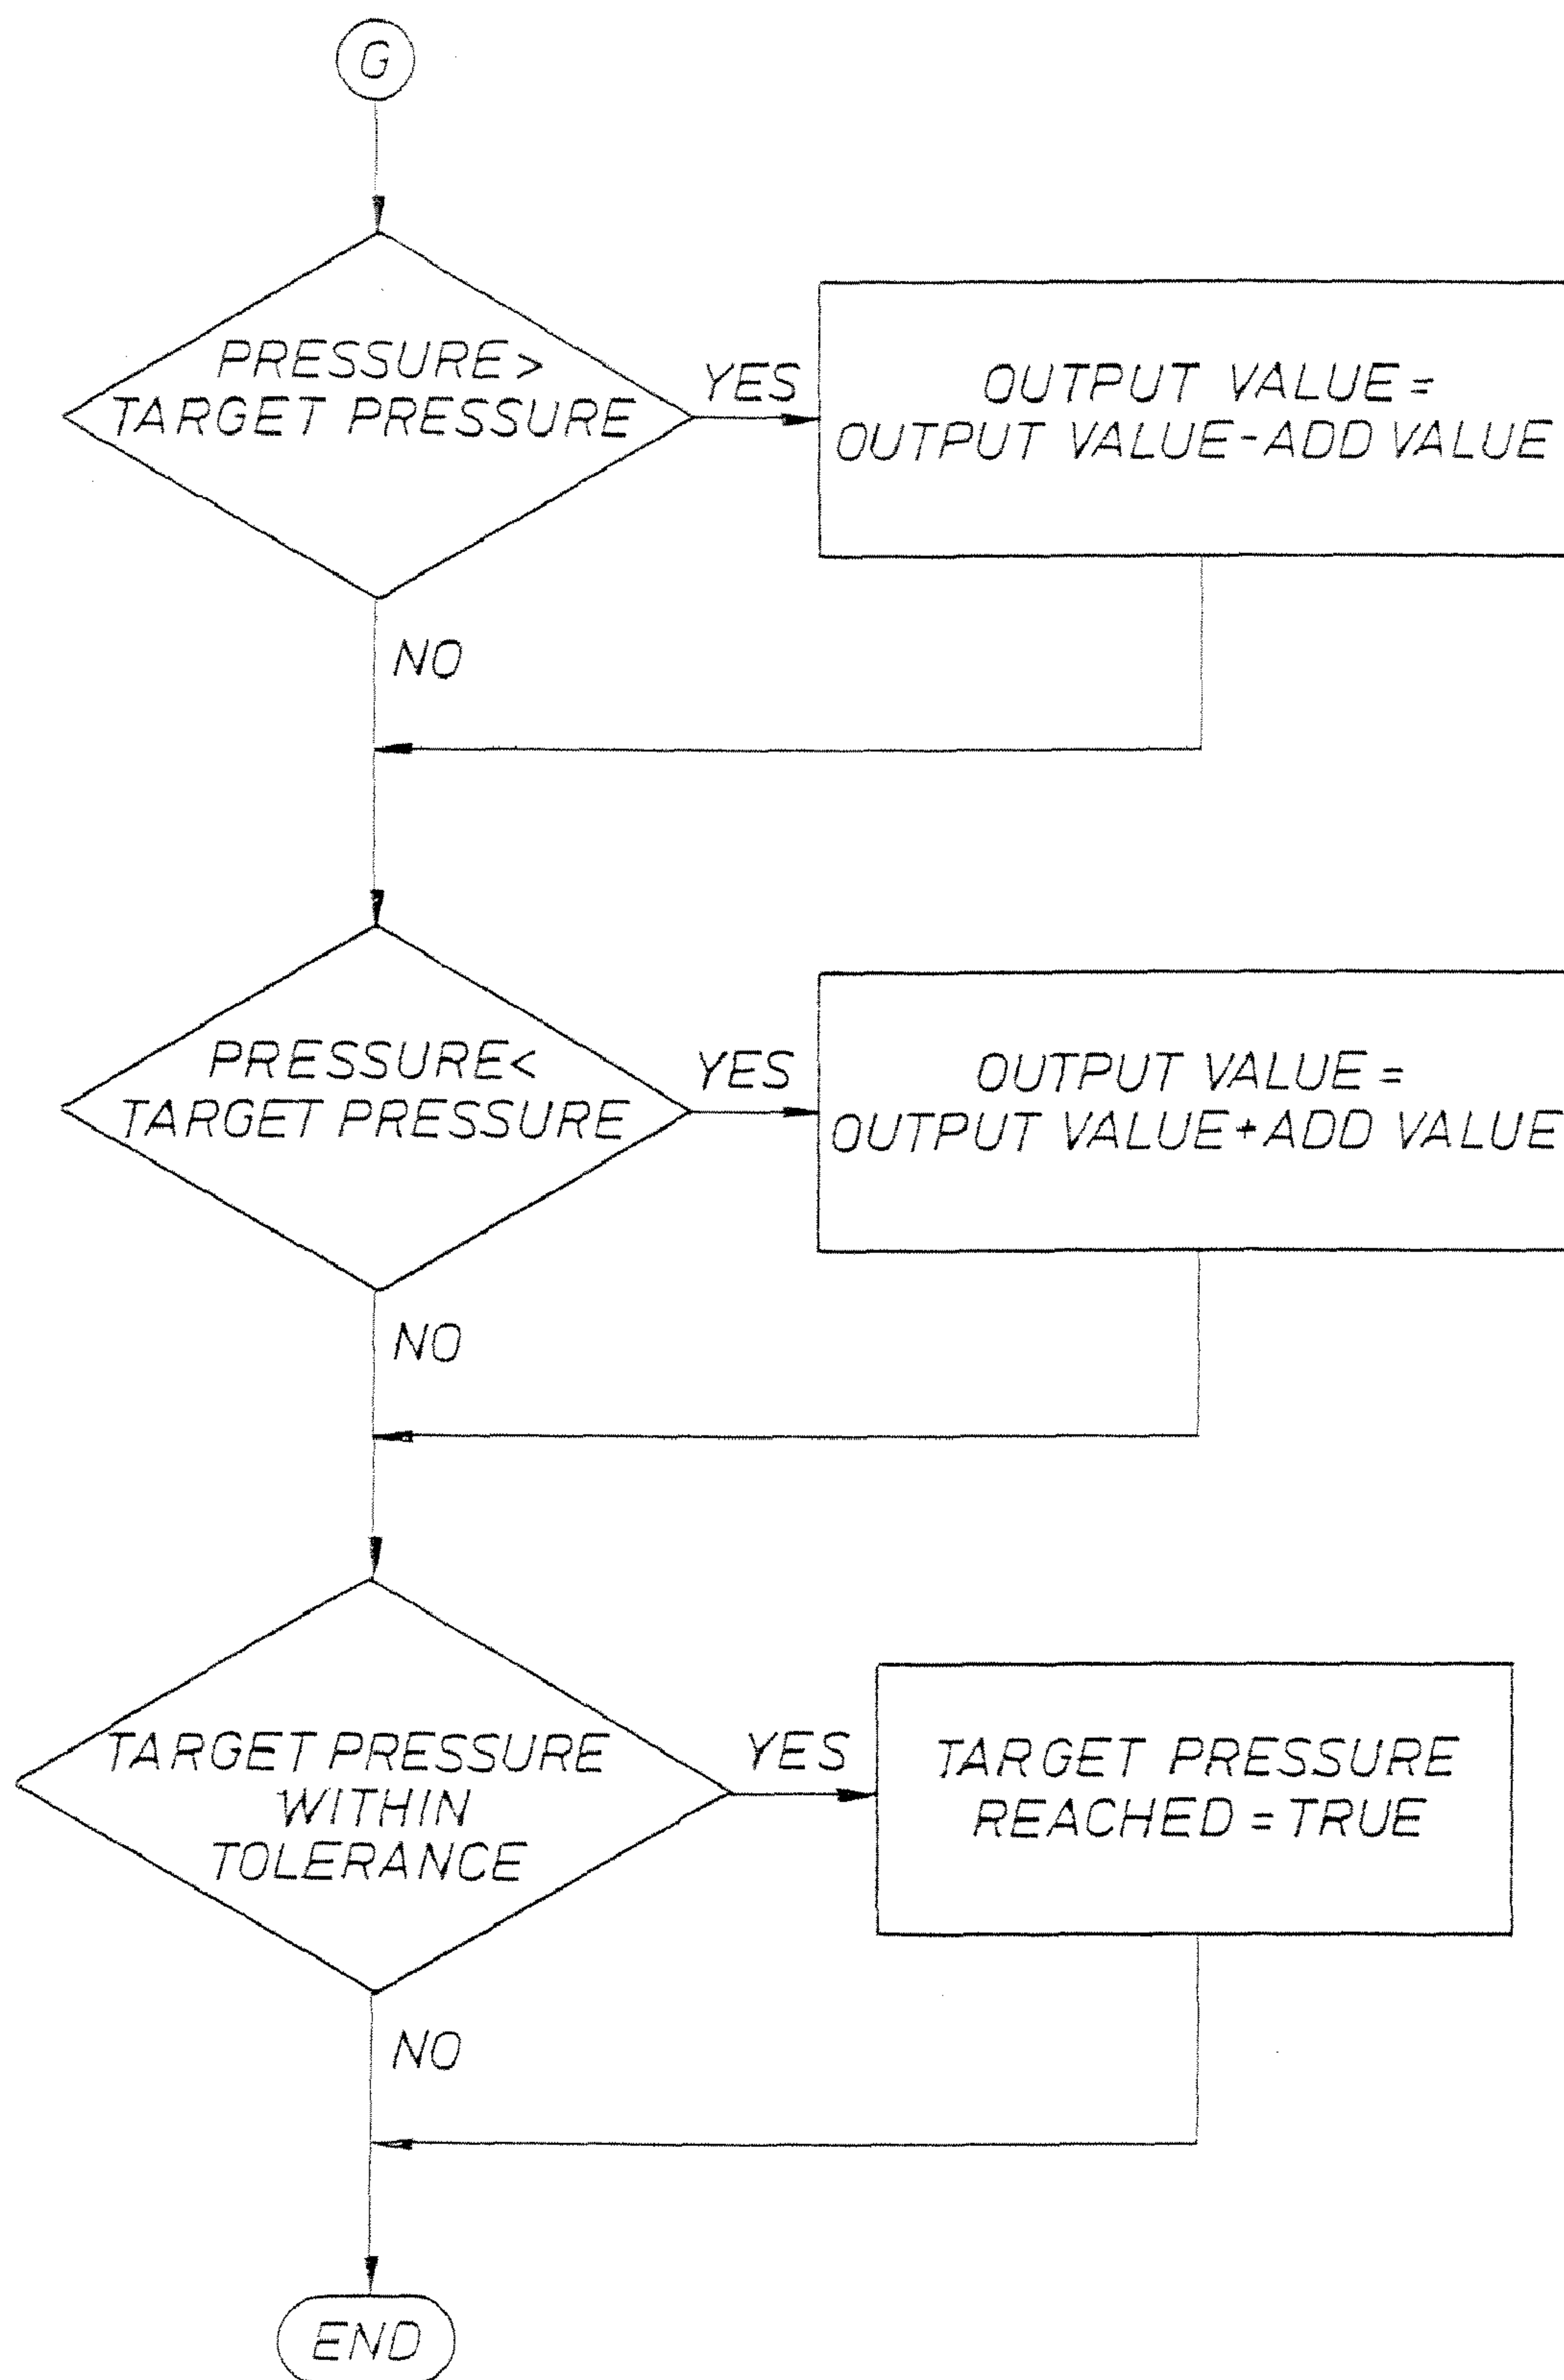 G
PRESSURE>
TARGET PRESSURE
YES
OUTPUT VALUE=
OUTPUT VALUE-ADD VALUE
NO
PRESSURE<
TARGET PRESSURE
YES
OUTPUT VALUE=
OUTPUT VALUE+ADD VALUE
NO
TARGET PRESSURE
WITHIN
TOLERANCE
YES
TARGET PRESSURE
REACHED=TRUE
NO
END